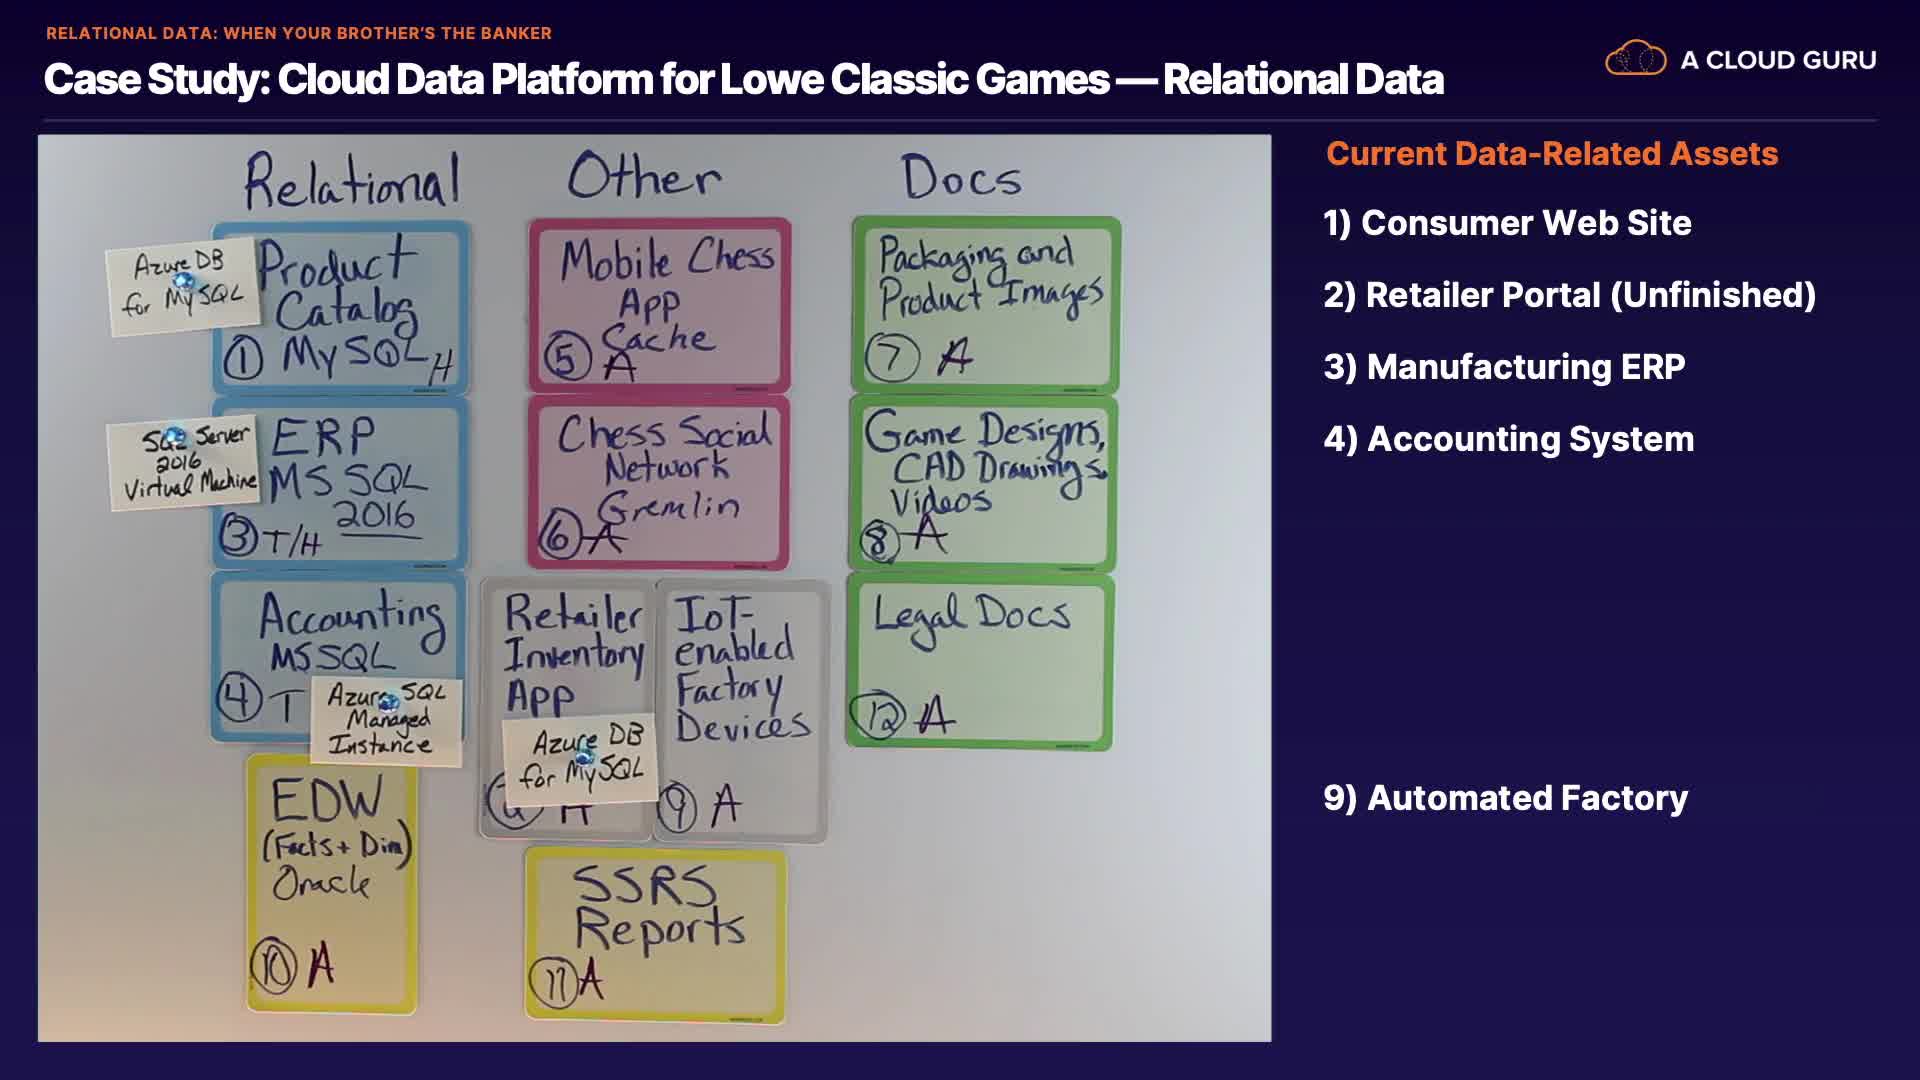 RELATIONAL DATA: WHEN YOUR BROTHER'S THE BANKER
Case Study: Cloud Data Platform for Lowe Classic Games — Relational Data
A CLOUD GURU
Relational
Azure DB
for MySQL
Product
Catalog
1 MySQL H
SQL Server
2016
Virtual Machine
ERP
MS SQL
2016
3 T/H
Accounting
MSSQL
4 T
Azure SQL
Managed
Instance
EDW
(Facts + Dim)
Oracle
10 A
Other
Mobile Chess
App
Cache
5 A
Chess Social
Network
Gremlin
6 A
Retailer
Inventory
App
Azure DB
for MySQL
IoT-
enabled
Factory
Devices
9 A
SSRS
Reports
11 A
Docs
Packaging and
Product Images
7 A
Game Designs,
CAD Drawings,
Videos
8 A
Legal Docs
12 A
Current Data-Related Assets
1) Consumer Web Site
2) Retailer Portal (Unfinished)
3) Manufacturing ERP
4) Accounting System
9) Automated Factory